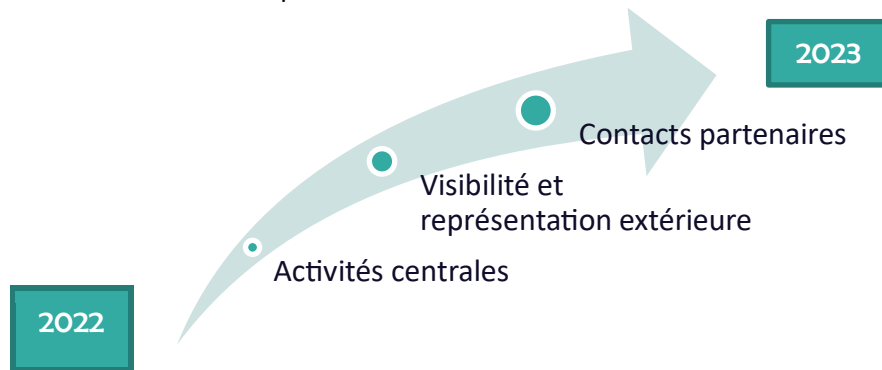 2023
Contacts partenaires
Visibilité et
représentation extérieure
Activités centrales
2022